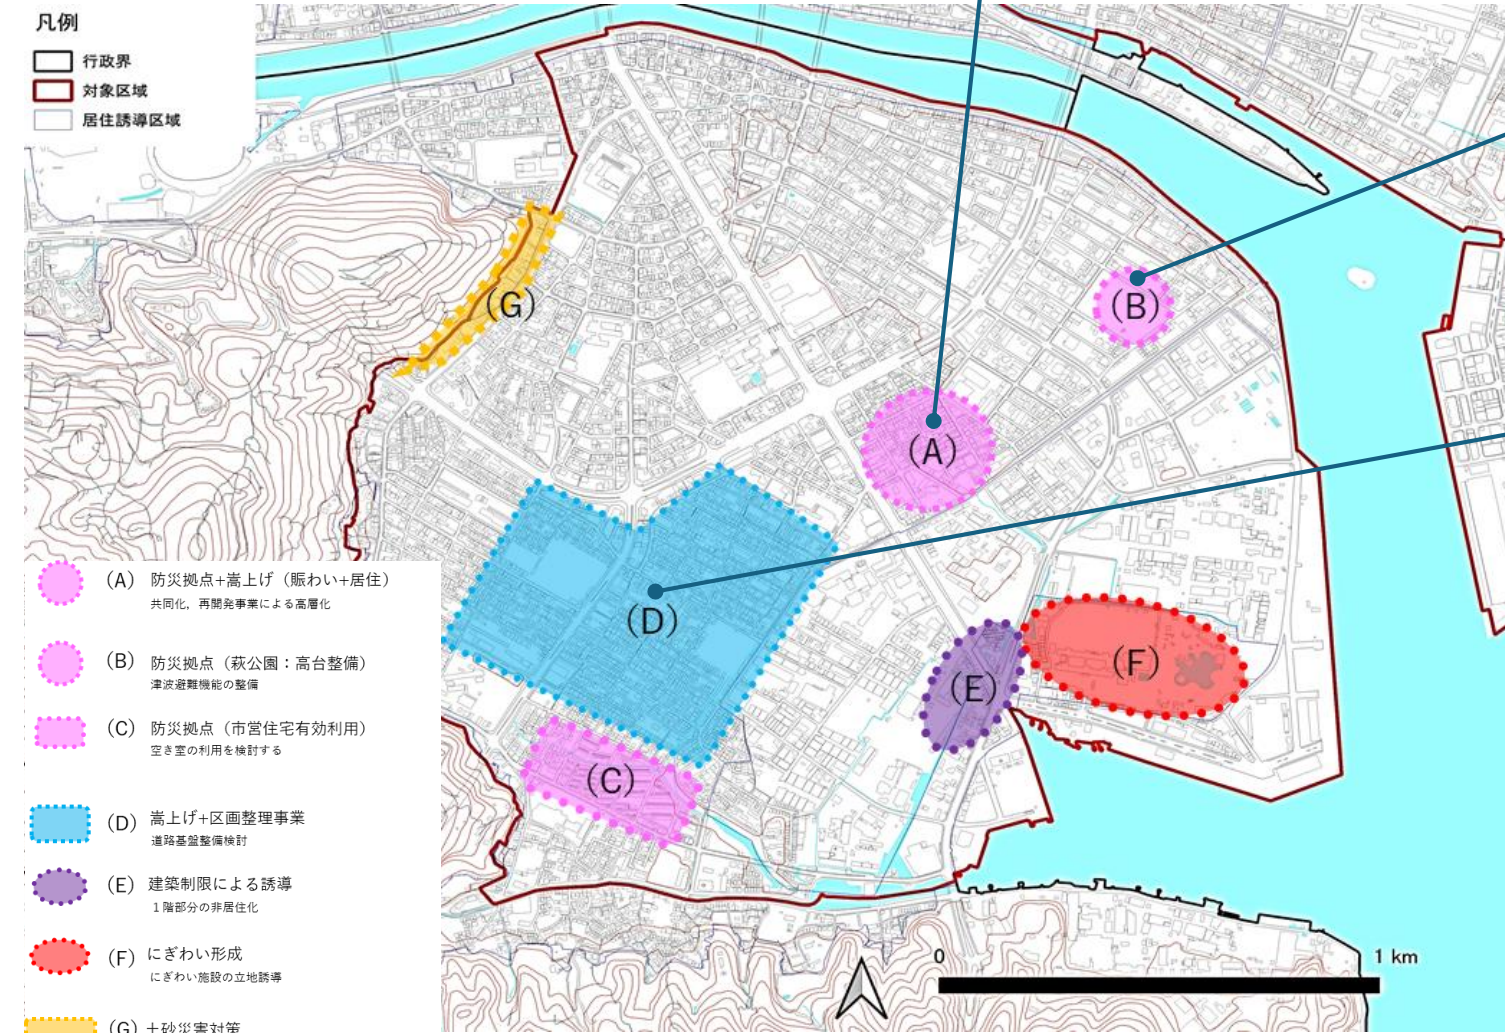 凡例
行政界
対象区域
居住誘導区域
(G)
(B)
(A)
(D)
(E)
(F)
(C)
(A) 防災拠点+嵩上げ（賑わい+居住）
共同化，再開発事業による高層化
(B) 防災拠点（萩公園：高台整備）
津波避難機能の整備
(C) 防災拠点（市営住宅有効利用）
空き室の利用を検討する
(D) 嵩上げ+区画整理事業
道路基盤整備検討
(E) 建築制限による誘導
１階部分の非居住化
(F) にぎわい形成
にぎわい施設の立地誘導
(G) 土砂災害対策
0
1 km